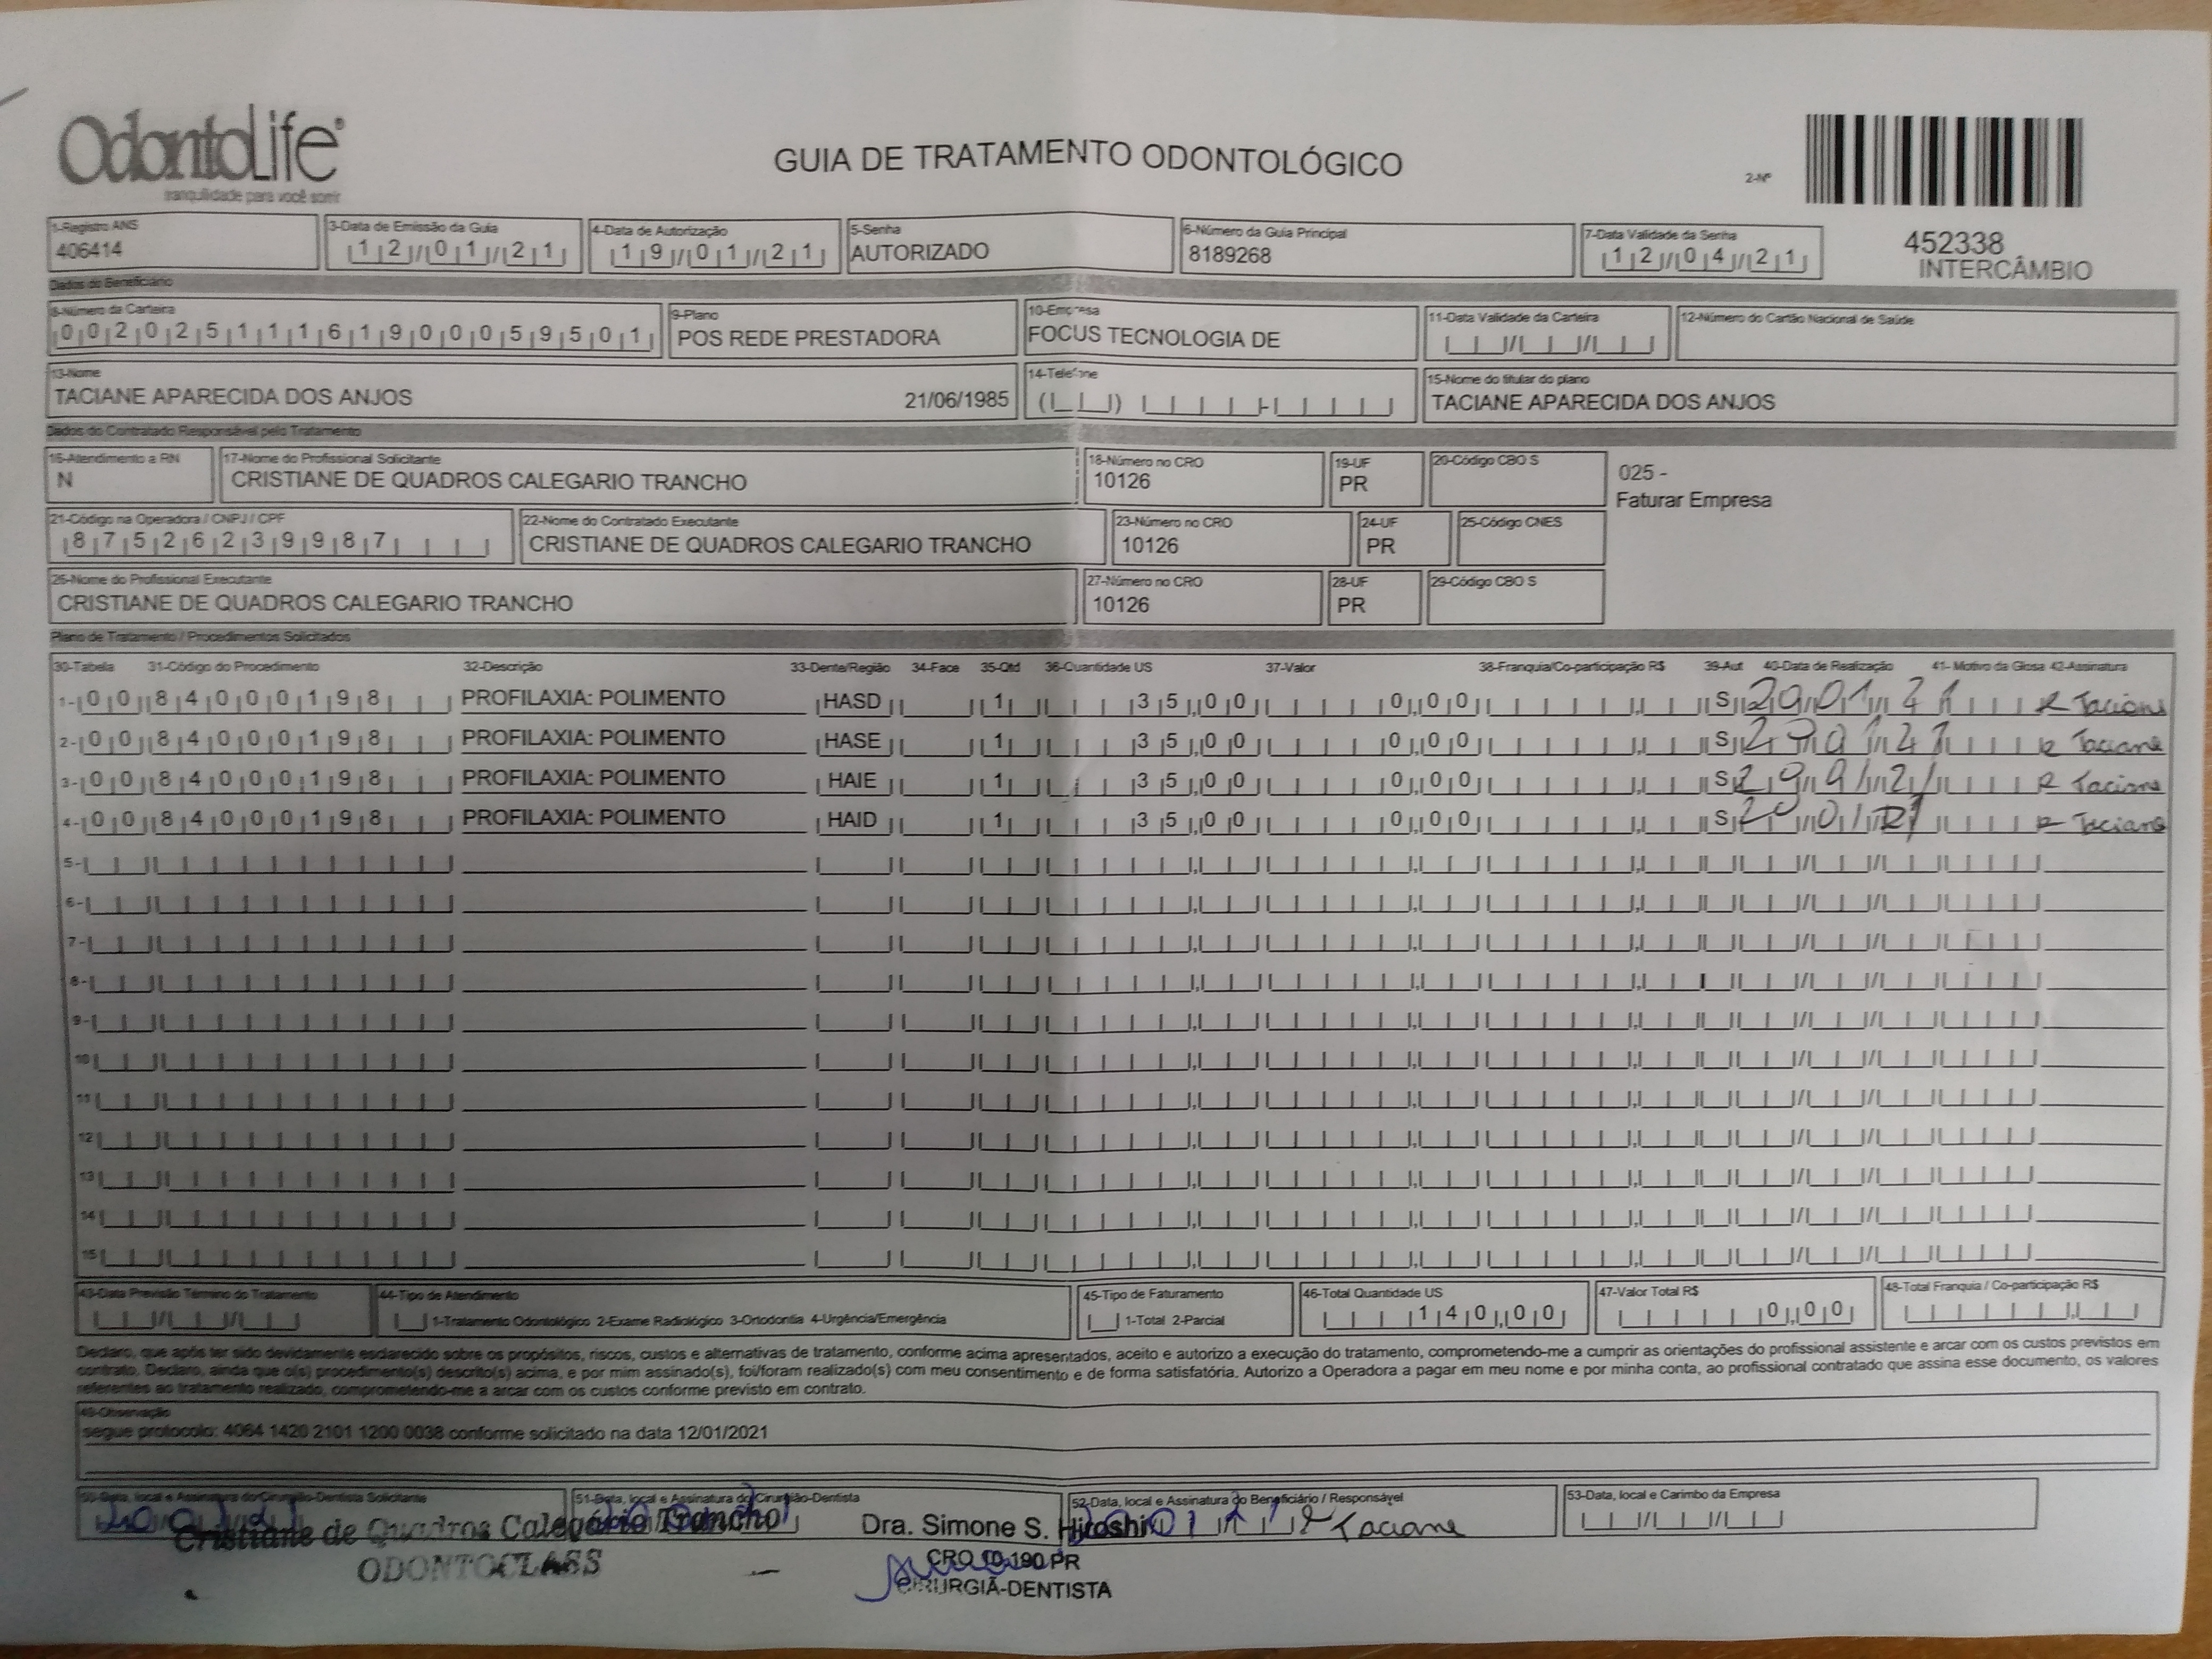 OdontoLife®
tranquilidade para você sorrir
GUIA DE TRATAMENTO ODONTOLÓGICO
2-Nº
452338
INTERCÂMBIO
1-Registro ANS
406414
3-Data de Emissão da Guia
12/01/21
4-Data de Autorização
19/01/21
5-Senha
AUTORIZADO
6-Número da Guia Principal
8189268
7-Data Validade da Senha
12/04/21
Dados do Beneficiário
8-Número da Carteira
00202511161900059501
9-Plano
POS REDE PRESTADORA
10-Empresa
FOCUS TECNOLOGIA DE
11-Data Validade da Carteira
12-Número do Cartão Nacional de Saúde
13-Nome
TACIANE APARECIDA DOS ANJOS 21/06/1985
14-Telefone
15-Nome do titular do plano
TACIANE APARECIDA DOS ANJOS
Dados do Contratado Responsável pelo Tratamento
16-Atendimento a RN
N
17-Nome do Profissional Solicitante
CRISTIANE DE QUADROS CALEGARIO TRANCHO
18-Número no CRO
10126
19-UF
PR
20-Código CBO S
025 -
Faturar Empresa
21-Código na Operadora / CNPJ / CPF
87526239987
22-Nome do Contratado Executante
CRISTIANE DE QUADROS CALEGARIO TRANCHO
23-Número no CRO
10126
24-UF
PR
25-Código CNES
26-Nome do Profissional Executante
CRISTIANE DE QUADROS CALEGARIO TRANCHO
27-Número no CRO
10126
28-UF
PR
29-Código CBO S
Plano de Tratamento / Procedimentos Solicitados
30-Tabela 31-Código do Procedimento 32-Descrição 33-Dente/Região 34-Face 35-Qtd 36-Quantidade US 37-Valor 38-Franquia/Co-participação R$ 39-Aut 40-Data de Realização 41- Motivo da Glosa 42-Assinatura
1- 00 84000198 PROFILAXIA: POLIMENTO HASD 1 35,00 0,00 S Taciane
2- 00 84000198 PROFILAXIA: POLIMENTO HASE 1 35,00 0,00 S Taciane
3- 00 84000198 PROFILAXIA: POLIMENTO HAIE 1 35,00 0,00 S Taciane
4- 00 84000198 PROFILAXIA: POLIMENTO HAID 1 35,00 0,00 S Taciane
5-
6-
7-
8-
9-
10
11
12
13
14
15
43-Data Previsão Término do Tratamento
44-Tipo de Atendimento
1-Tratamento Odontológico 2-Exame Radiológico 3-Ortodontia 4-Urgência/Emergência
45-Tipo de Faturamento
1-Total 2-Parcial
46-Total Quantidade US
140,00
47-Valor Total R$
0,00
48-Total Franquia / Co-participação R$
Declaro, que após ter sido devidamente esclarecido sobre os propósitos, riscos, custos e alternativas de tratamento, conforme acima apresentados, aceito e autorizo a execução do tratamento, comprometendo-me a cumprir as orientações do profissional assistente e arcar com os custos previstos em
contrato. Declaro, ainda que o(s) procedimento(s) descrito(s) acima, e por mim assinado(s), foi/foram realizado(s) com meu consentimento e de forma satisfatória. Autorizo a Operadora a pagar em meu nome e por minha conta, ao profissional contratado que assina esse documento, os valores
referentes ao tratamento realizado, comprometendo-me a arcar com os custos conforme previsto em contrato.
49-Observação
segue protocolo: 4064 1420 2101 1200 0038 conforme solicitado na data 12/01/2021
50-Data, local e Assinatura do Cirurgião-Dentista Solicitante
51-Data, local e Assinatura do Cirurgião-Dentista
52-Data, local e Assinatura do Beneficiário / Responsável
53-Data, local e Carimbo da Empresa
Cristiane de Quadros Calegário Trancho
ODONTOCLASS
Dra. Simone S. Hiroshi
CRO 10.190 PR
CIRURGIÃ-DENTISTA
Taciane